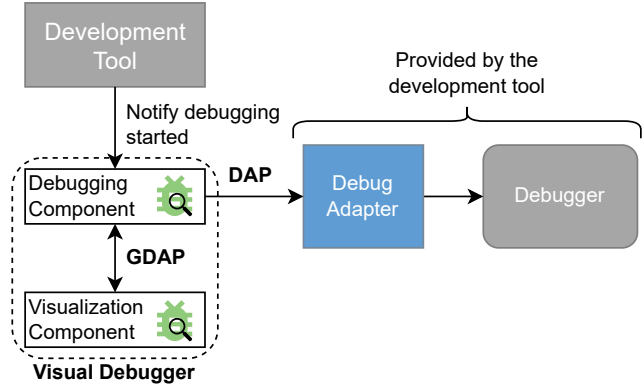 Development
Tool
Provided by the
development tool
Notify debugging
started
Debugging
Component
DAP
Debug
Adapter
Debugger
GDAP
Visualization
Component
Visual Debugger